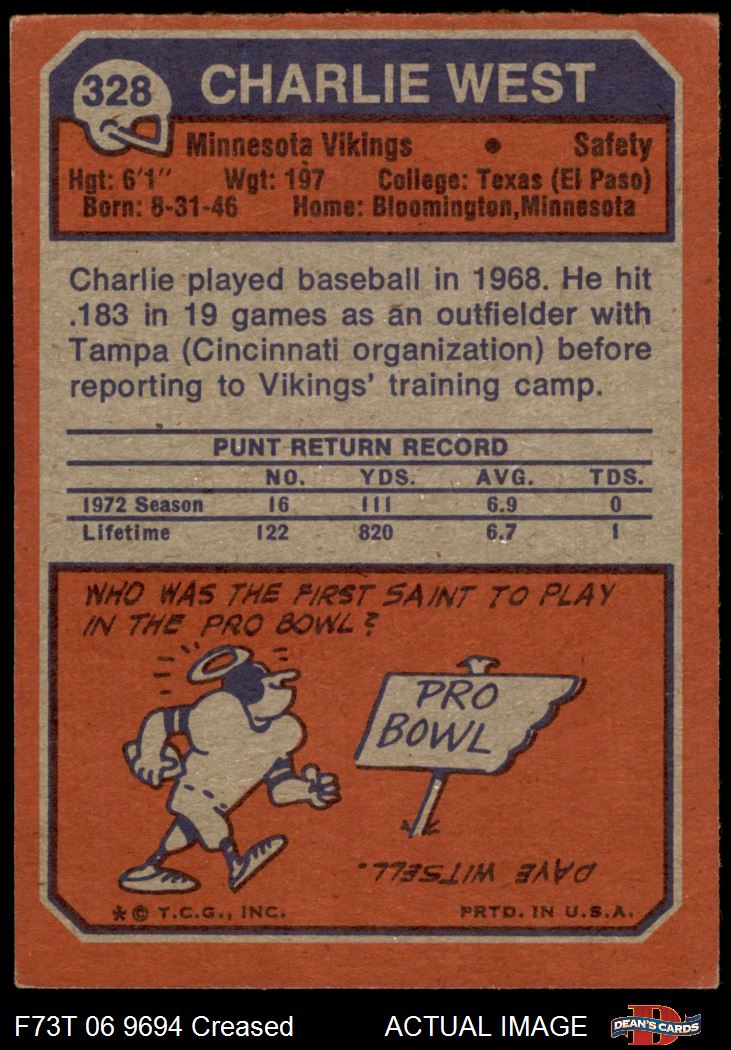 328 CHARLIE WEST
Minnesota Vikings • Safety
Hgt: 6'1" Wgt: 197 College: Texas (El Paso)
Born: 8-31-46 Home: Bloomington,Minnesota
Charlie played baseball in 1968. He hit
.183 in 19 games as an outfielder with
Tampa (Cincinnati organization) before
reporting to Vikings' training camp.
PUNT RETURN RECORD
NO. YDS. AVG. TDS.
1972 Season 16 111 6.9 0
Lifetime 122 820 6.7 1
WHO WAS THE FIRST SAINT TO PLAY
IN THE PRO BOWL?
PRO
BOWL
DAVE WITSELL.
* © T.C.G., INC. PRTD. IN U.S.A.
F73T 06 9694 Creased ACTUAL IMAGE
D
DEAN'S CARDS